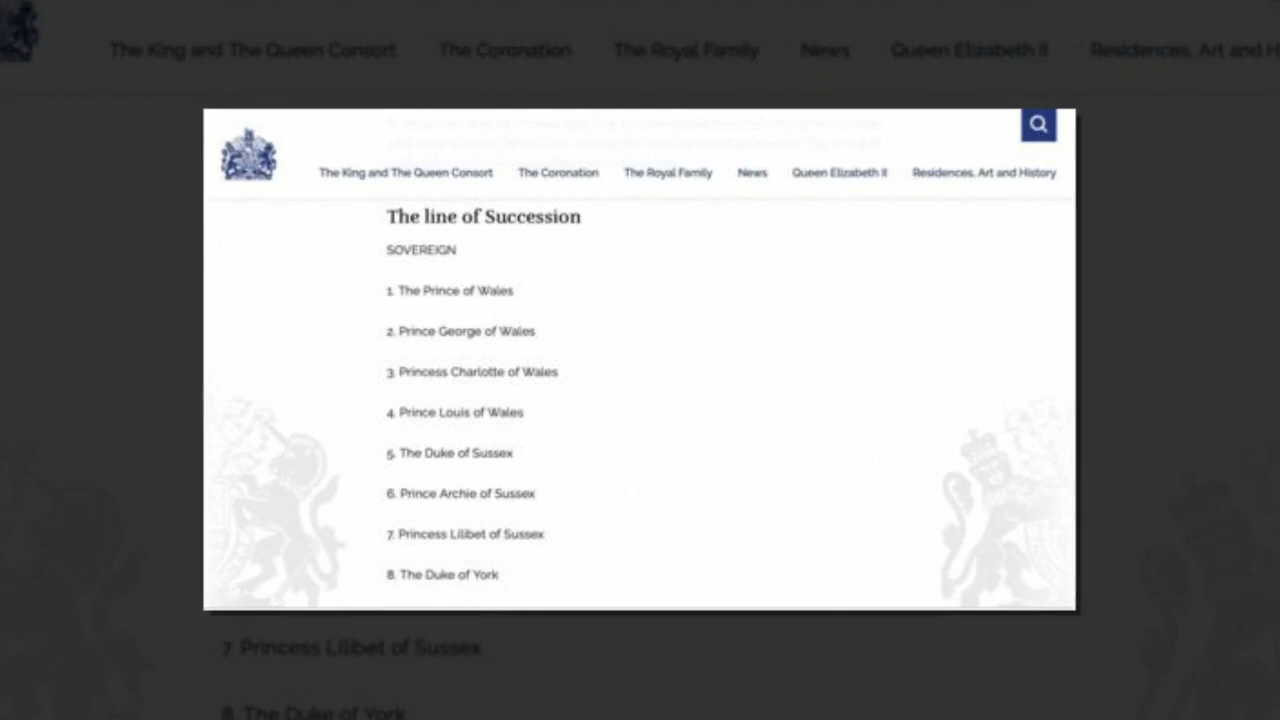 The King and The Queen Consort The Coronation The Royal Family News Queen Elizabeth II Residences, Art and H
The King and The Queen Consort The Coronation The Royal Family News Queen Elizabeth II Residences, Art and History
The line of Succession
SOVEREIGN
1. The Prince of Wales
2. Prince George of Wales
3. Princess Charlotte of Wales
4. Prince Louis of Wales
5. The Duke of Sussex
6. Prince Archie of Sussex
7. Princess Lilibet of Sussex
8. The Duke of York
7. Princess Lilibet of Sussex
8. The Duke of York